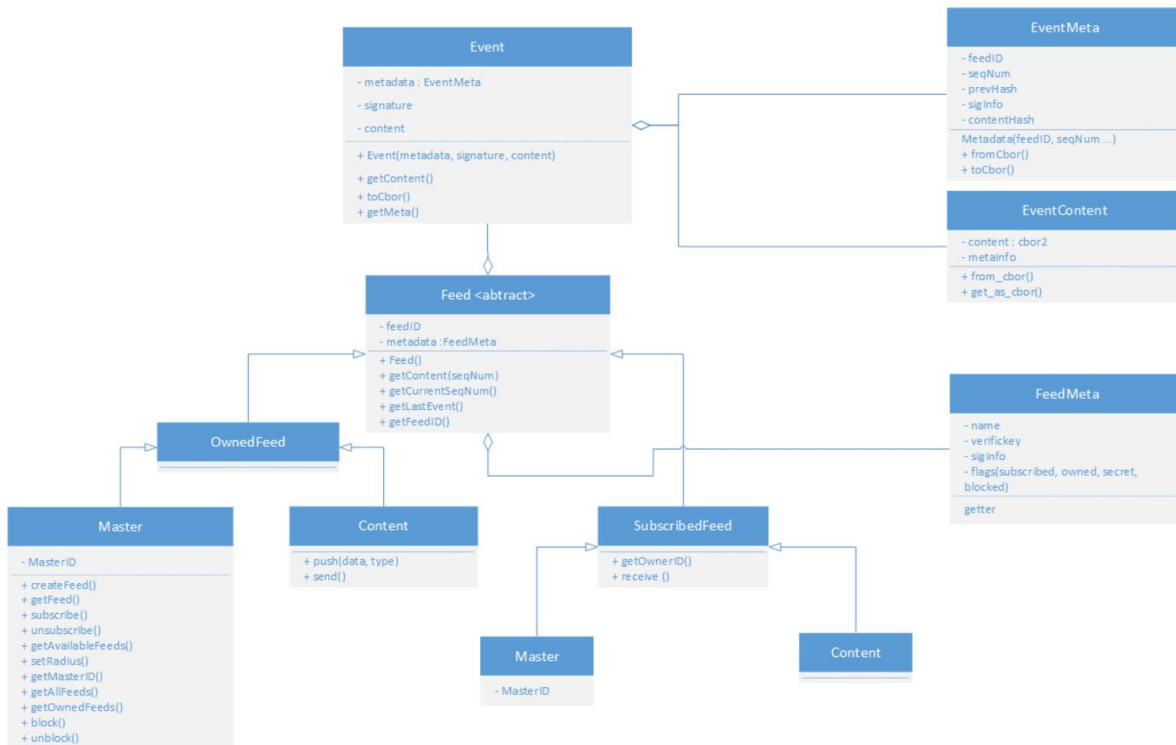 Event
- metadata : EventMeta
- signature
- content
+ Event(metadata, signature, content)
+ getContent()
+ toCbor()
+ getMeta()
EventMeta
- feedID
- seqNum
- prevHash
- sigInfo
- contentHash
Metadata(feedID, seqNum ...)
+ fromCbor()
+ toCbor()
EventContent
- content : cbor2
- metaInfo
+ from_cbor()
+ get_as_cbor()
Feed <abtract>
- feedID
- metadata :FeedMeta
+ Feed()
+ getContent(seqNum)
+ getCurrentSeqNum()
+ getLastEvent()
+ getFeedID()
FeedMeta
- name
- verifickey
- sigInfo
- flags(subscribed, owned, secret,
blocked)
getter
OwnedFeed
Master
- MasterID
+ createFeed()
+ getFeed()
+ subscribe()
+ unsubscribe()
+ getAvailableFeeds()
+ setRadius()
+ getMasterID()
+ getAllFeeds()
+ getOwnedFeeds()
+ block()
+ unblock()
Content
+ push(data, type)
+ send()
SubscribedFeed
+ getOwnerID()
+ receive ()
Master
- MasterID
Content